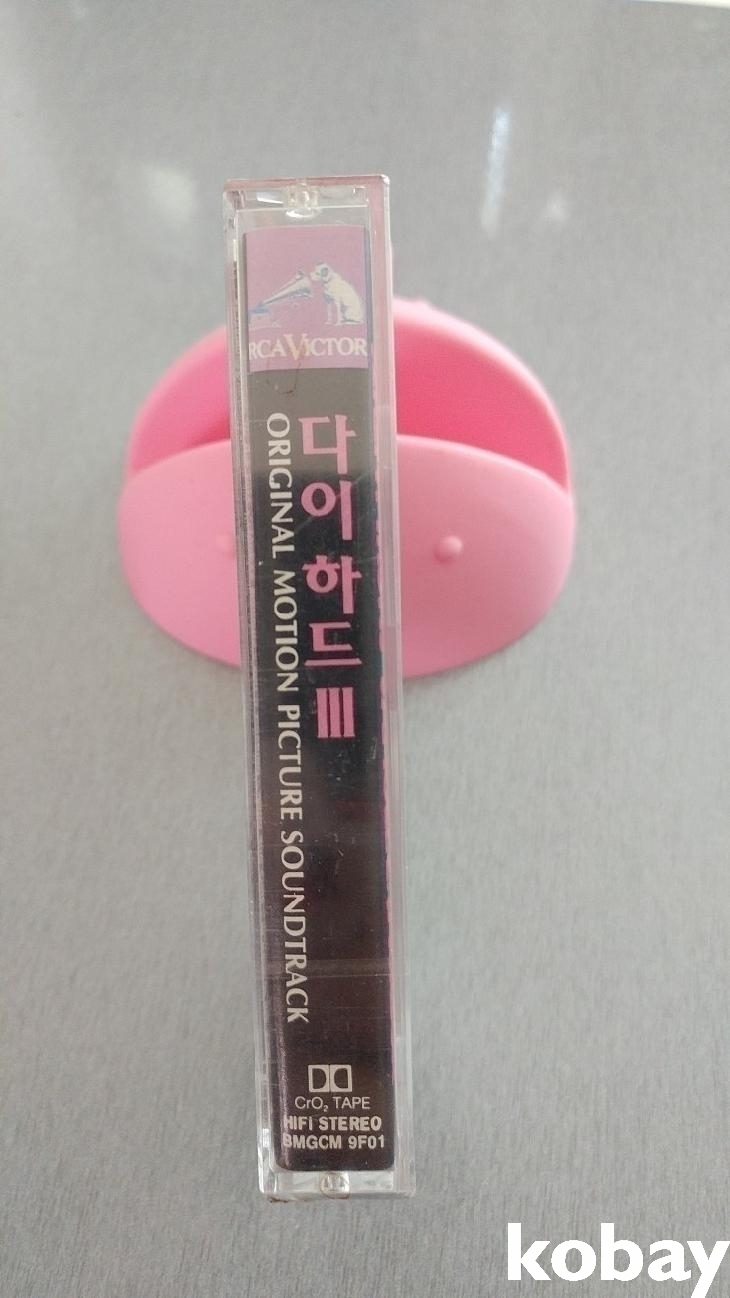 RCA VICTOR
다이 하드 III
ORIGINAL MOTION PICTURE SOUNDTRACK
CrO₂ TAPE
HIFI STEREO
BMGCM 9F01
kobay